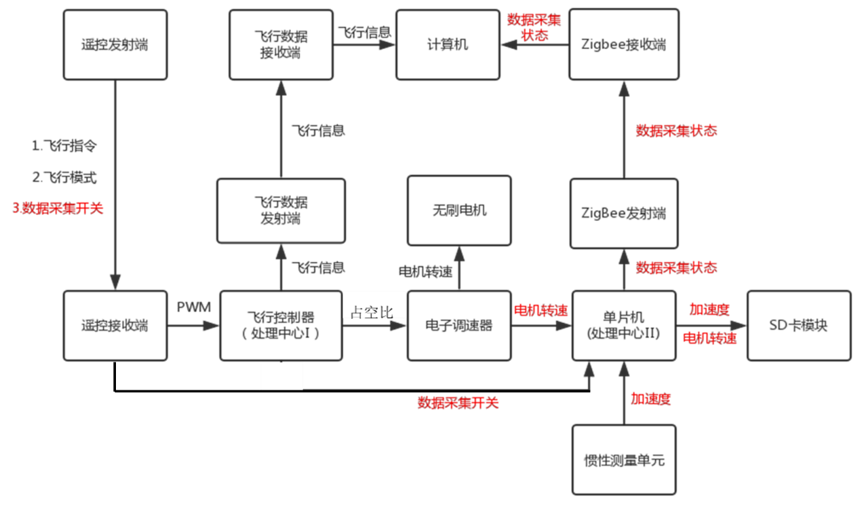 遥控发射端
飞行数据
接收端
飞行信息
计算机
数据采集
状态
Zigbee接收端
1.飞行指令
2.飞行模式
3.数据采集开关
飞行信息
数据采集状态
飞行数据
发射端
无刷电机
ZigBee发射端
飞行信息
电机转速
数据采集状态
遥控接收端
PWM
飞行控制器
(处理中心I)
占空比
电子调速器
电机转速
单片机
(处理中心II)
加速度
电机转速
SD卡模块
数据采集开关
加速度
惯性测量单元